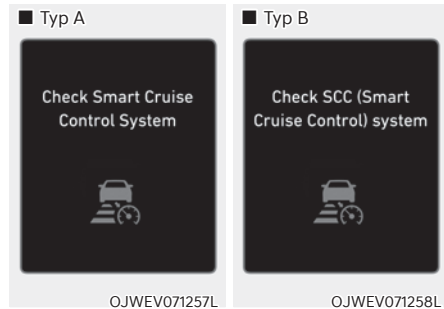 ■ Typ A
Check Smart Cruise
Control System
OJWEV071257L
■ Typ B
Check SCC (Smart
Cruise Control) system
OJWEV071258L